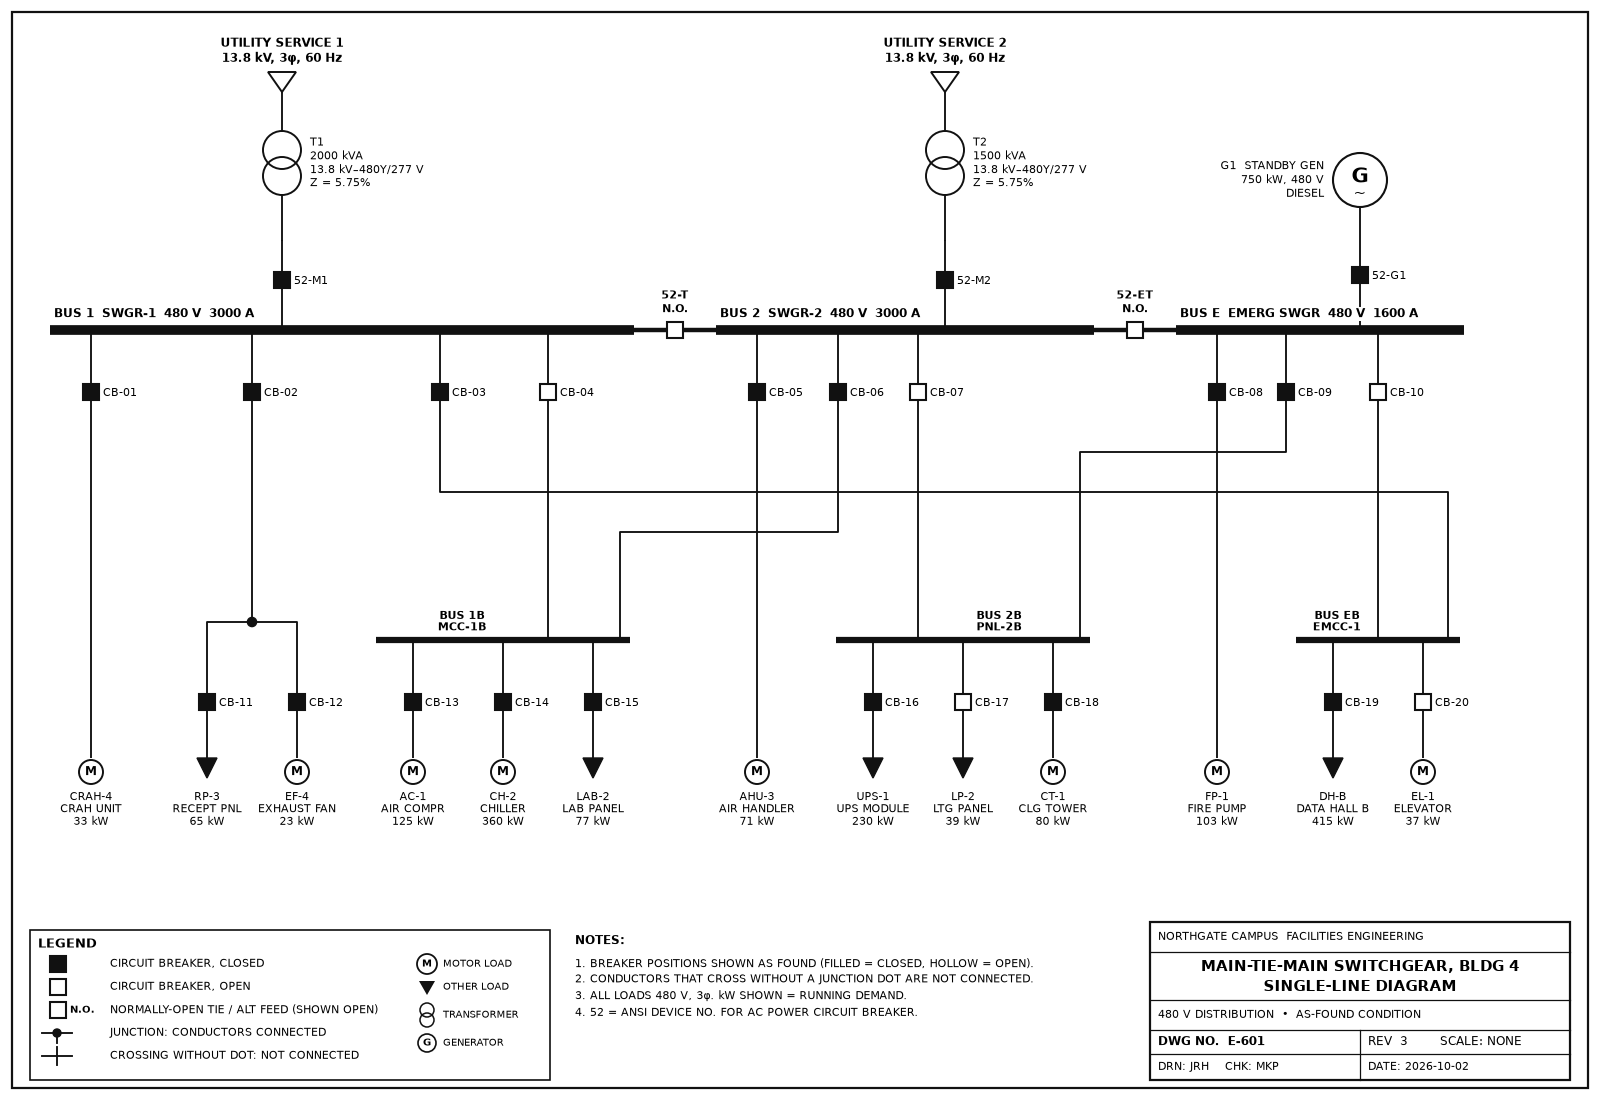 UTILITY SERVICE 1
13.8 kV, 3φ, 60 Hz
UTILITY SERVICE 2
13.8 kV, 3φ, 60 Hz
T1
2000 kVA
13.8 kV–480Y/277 V
Z = 5.75%
T2
1500 kVA
13.8 kV–480Y/277 V
Z = 5.75%
G1 STANDBY GEN
750 kW, 480 V
DIESEL
G
~
52-M1
52-M2
52-G1
52-T
N.O.
52-ET
N.O.
BUS 1 SWGR-1 480 V 3000 A
BUS 2 SWGR-2 480 V 3000 A
BUS E EMERG SWGR 480 V 1600 A
CB-01
CB-02
CB-03
CB-04
CB-05
CB-06
CB-07
CB-08
CB-09
CB-10
BUS 1B
MCC-1B
BUS 2B
PNL-2B
BUS EB
EMCC-1
CB-11
CB-12
CB-13
CB-14
CB-15
CB-16
CB-17
CB-18
CB-19
CB-20
M
CRAH-4
CRAH UNIT
33 kW
RP-3
RECEPT PNL
65 kW
M
EF-4
EXHAUST FAN
23 kW
M
AC-1
AIR COMPR
125 kW
M
CH-2
CHILLER
360 kW
LAB-2
LAB PANEL
77 kW
M
AHU-3
AIR HANDLER
71 kW
UPS-1
UPS MODULE
230 kW
LP-2
LTG PANEL
39 kW
M
CT-1
CLG TOWER
80 kW
M
FP-1
FIRE PUMP
103 kW
DH-B
DATA HALL B
415 kW
M
EL-1
ELEVATOR
37 kW
LEGEND
CIRCUIT BREAKER, CLOSED
CIRCUIT BREAKER, OPEN
N.O. NORMALLY-OPEN TIE / ALT FEED (SHOWN OPEN)
JUNCTION: CONDUCTORS CONNECTED
CROSSING WITHOUT DOT: NOT CONNECTED
M MOTOR LOAD
OTHER LOAD
TRANSFORMER
G GENERATOR
NOTES:
1. BREAKER POSITIONS SHOWN AS FOUND (FILLED = CLOSED, HOLLOW = OPEN).
2. CONDUCTORS THAT CROSS WITHOUT A JUNCTION DOT ARE NOT CONNECTED.
3. ALL LOADS 480 V, 3φ. kW SHOWN = RUNNING DEMAND.
4. 52 = ANSI DEVICE NO. FOR AC POWER CIRCUIT BREAKER.
NORTHGATE CAMPUS FACILITIES ENGINEERING
MAIN-TIE-MAIN SWITCHGEAR, BLDG 4
SINGLE-LINE DIAGRAM
480 V DISTRIBUTION • AS-FOUND CONDITION
DWG NO. E-601
REV 3 SCALE: NONE
DRN: JRH CHK: MKP
DATE: 2026-10-02